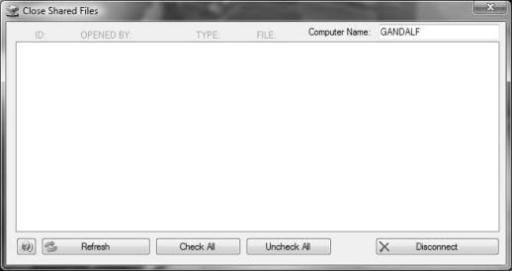 Close Shared Files
ID: OPENED BY: TYPE: FILE: Computer Name: GANDALF
Refresh Check All Uncheck All Disconnect